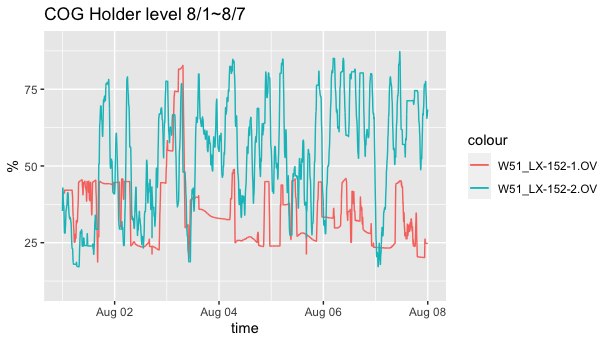 COG Holder level 8/1~8/7
75
50
25
%
Aug 02 Aug 04 Aug 06 Aug 08
time
colour
W51_LX-152-1.OV
W51_LX-152-2.OV